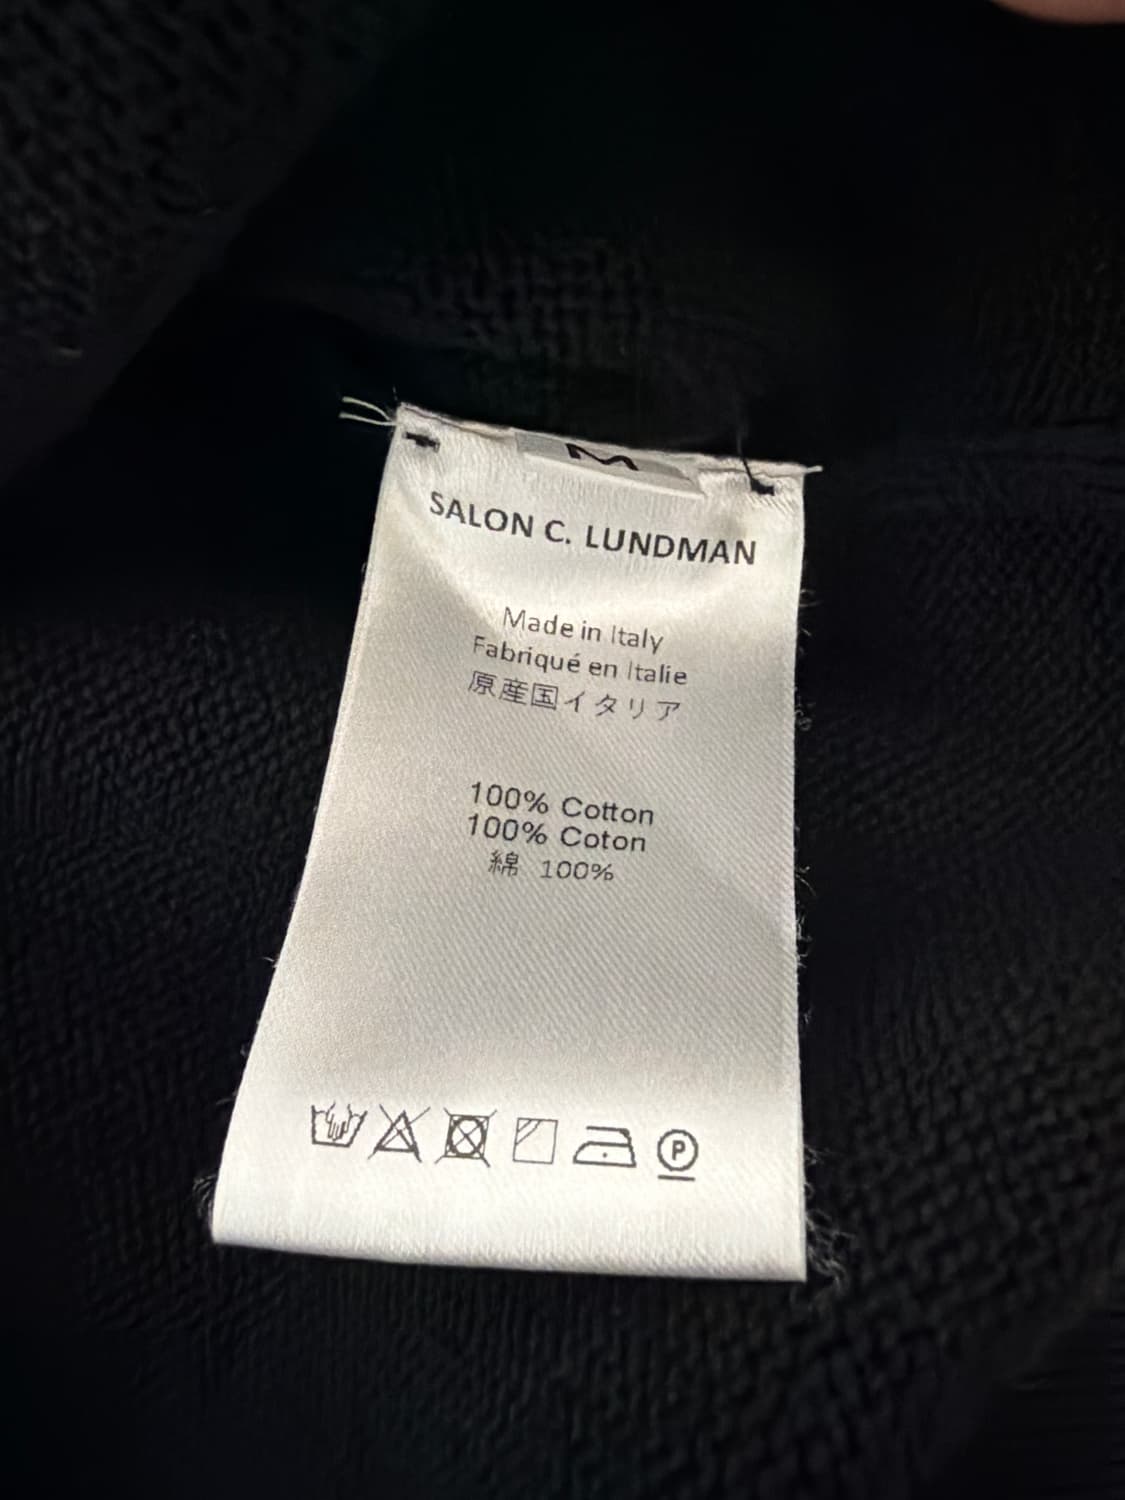 M
SALON C. LUNDMAN
Made in Italy
Fabriqué en Italie
原産国イタリア
100% Cotton
100% Coton
綿 100%
P